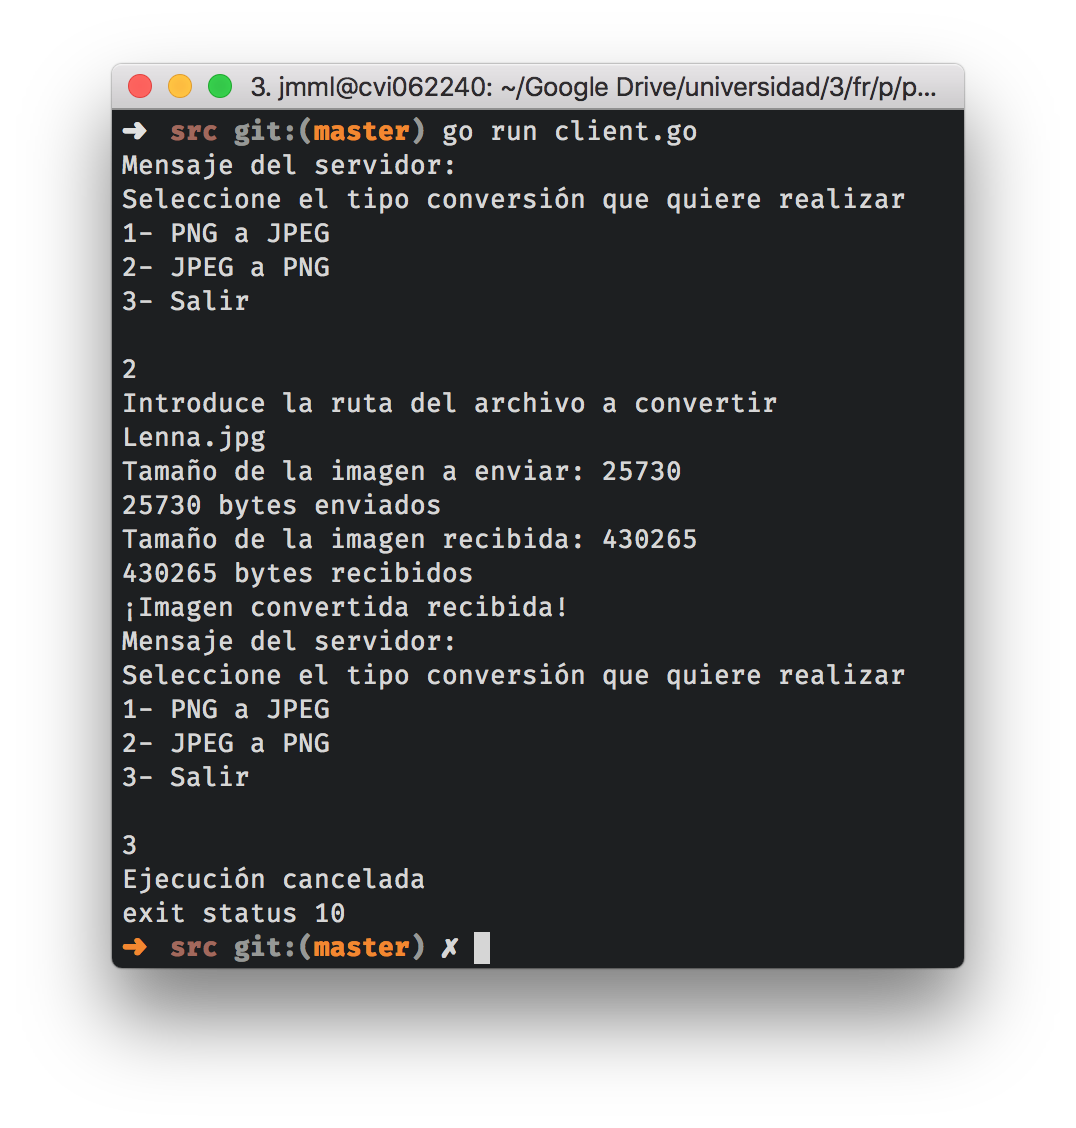 3. jmml@cvi062240: ~/Google Drive/universidad/3/fr/p/p...
➜ src git:(master) go run client.go
Mensaje del servidor:
Seleccione el tipo conversión que quiere realizar
1- PNG a JPEG
2- JPEG a PNG
3- Salir
2
Introduce la ruta del archivo a convertir
Lenna.jpg
Tamaño de la imagen a enviar: 25730
25730 bytes enviados
Tamaño de la imagen recibida: 430265
430265 bytes recibidos
¡Imagen convertida recibida!
Mensaje del servidor:
Seleccione el tipo conversión que quiere realizar
1- PNG a JPEG
2- JPEG a PNG
3- Salir
3
Ejecución cancelada
exit status 10
➜ src git:(master) ✗